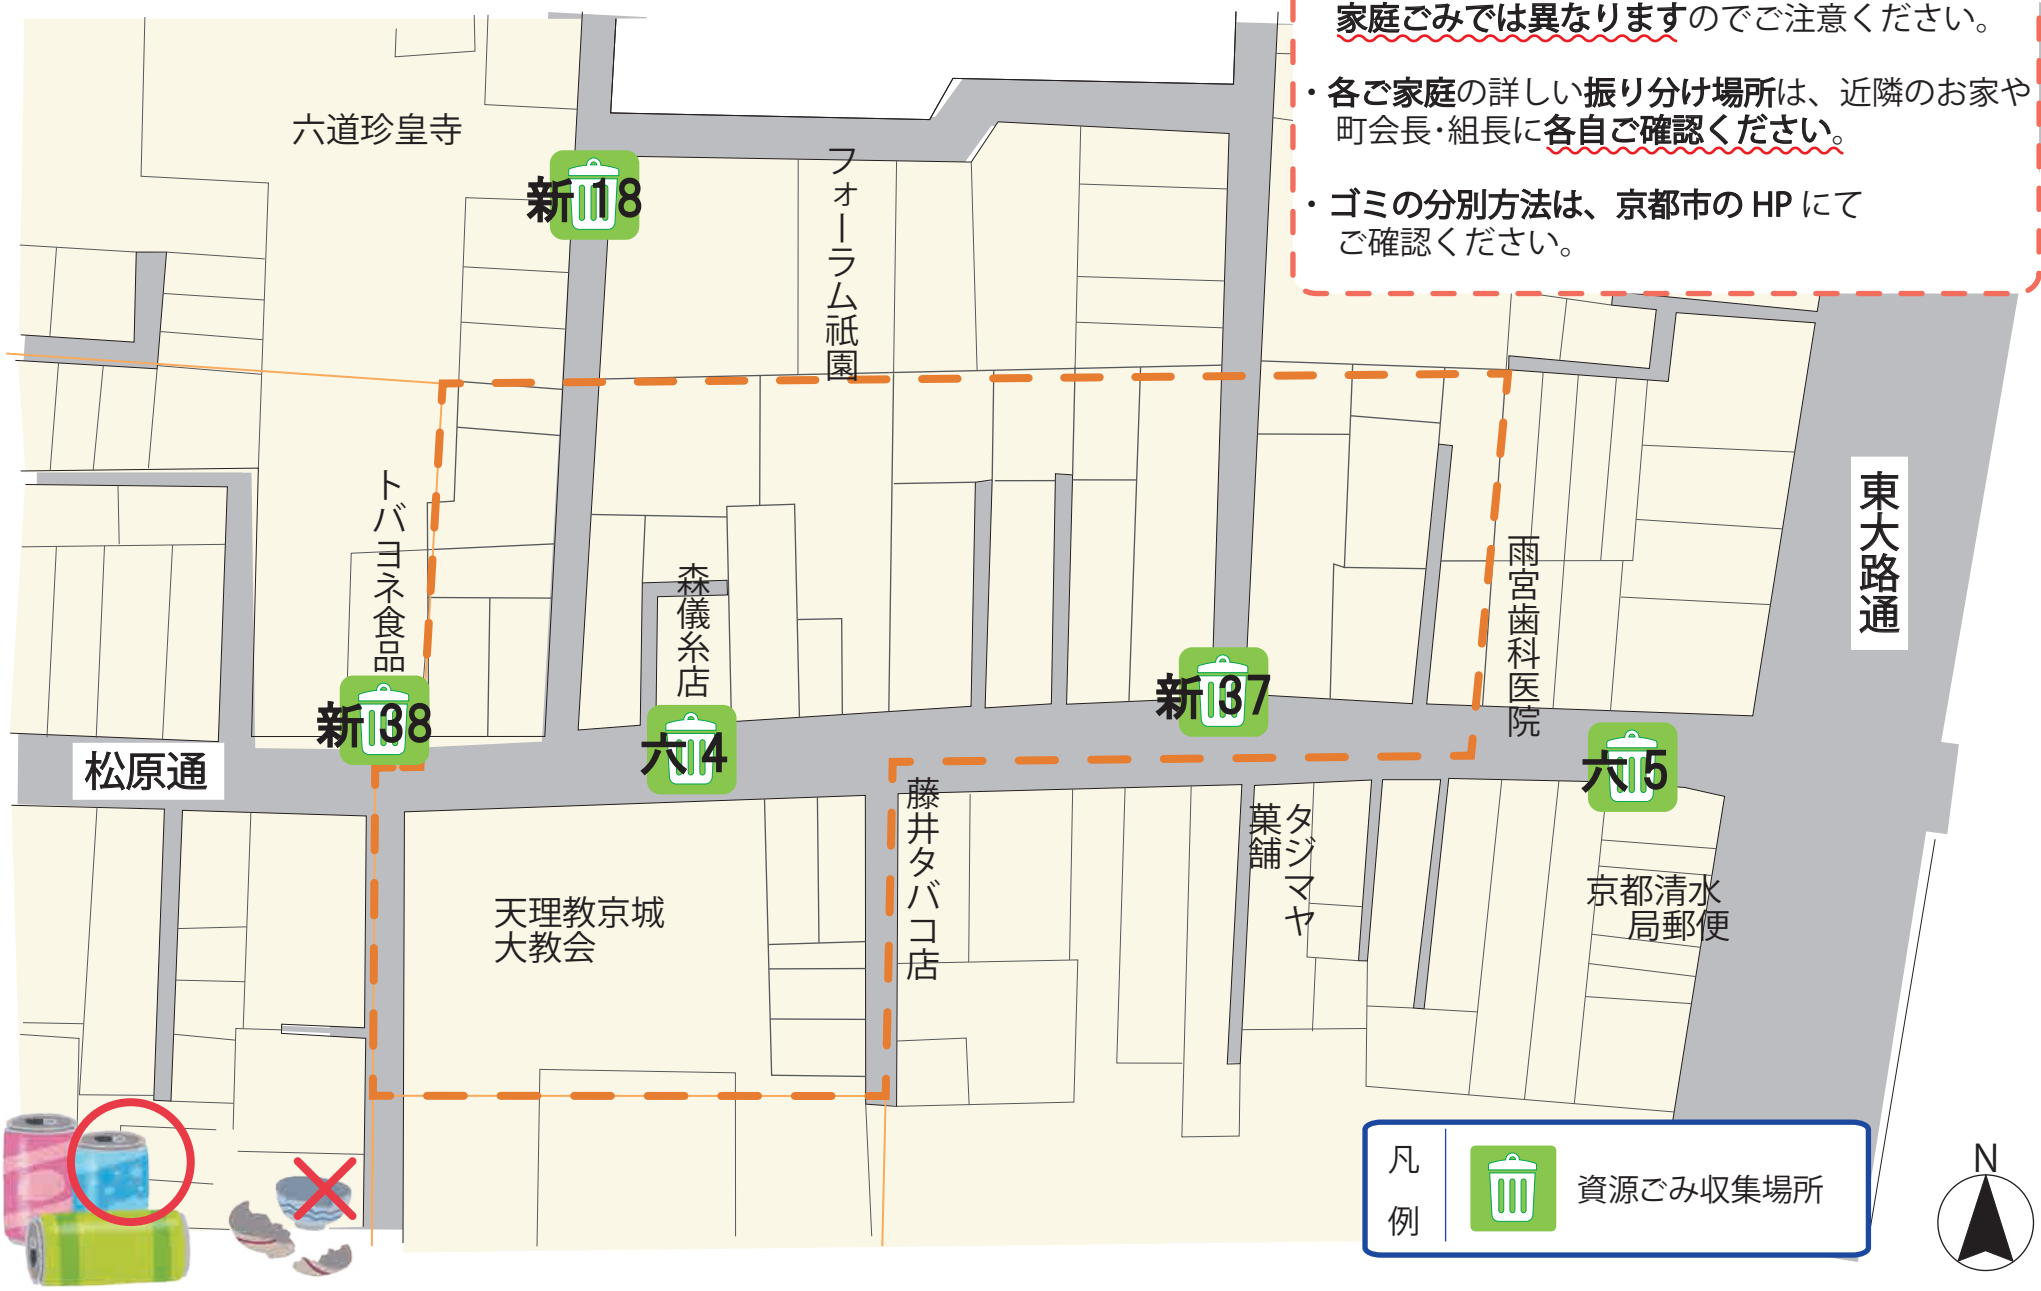 家庭ごみでは異なりますのでご注意ください。
・各ご家庭の詳しい振り分け場所は、近隣のお家や
町会長･組長に各自ご確認ください。
・ゴミの分別方法は、京都市の HP にて
ご確認ください。
六道珍皇寺
新 18
フォーラム祇園
トバヨネ食品
森儀糸店
雨宮歯科医院
東大路通
新 38
六 4
新 37
六 5
松原通
藤井タバコ店
タジマヤ
菓舗
天理教京城
大教会
京都清水
局郵便
凡
例
資源ごみ収集場所
N